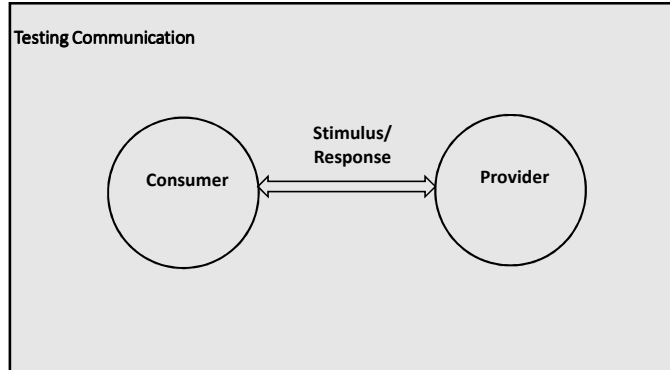 Testing Communication
Stimulus/
Response
Consumer
Provider